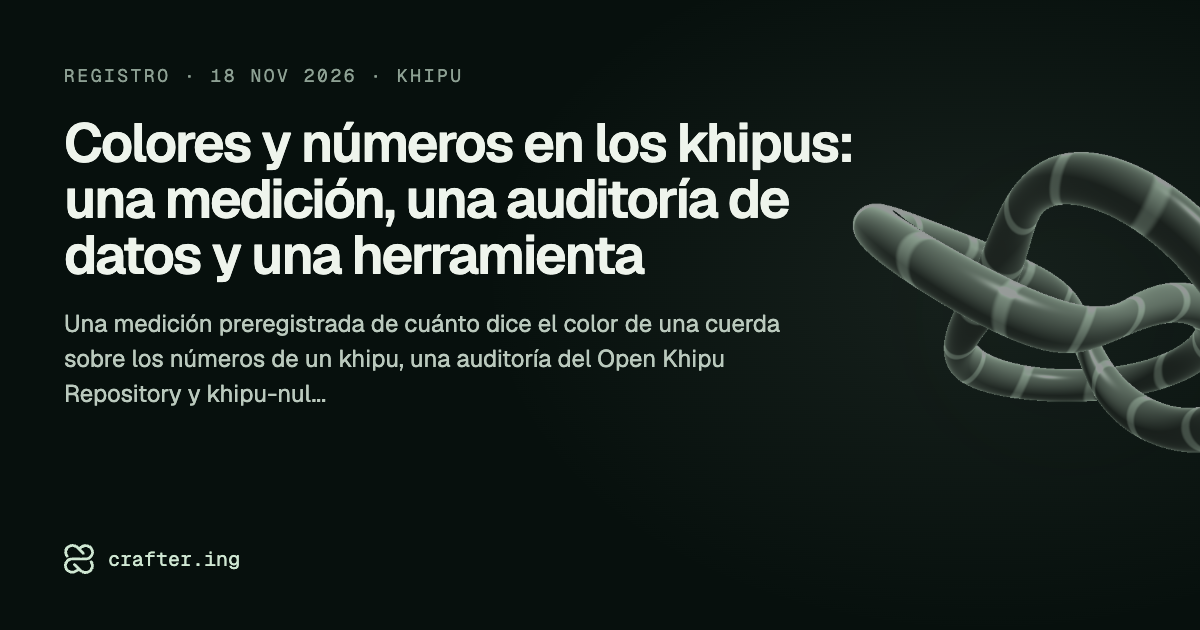 REGISTRO · 18 NOV 2026 · KHIPU
Colores y números en los khipus:
una medición, una auditoría de
datos y una herramienta
Una medición preregistrada de cuánto dice el color de una cuerda
sobre los números de un khipu, una auditoría del Open Khipu
Repository y khipu-nul...
crafter.ing